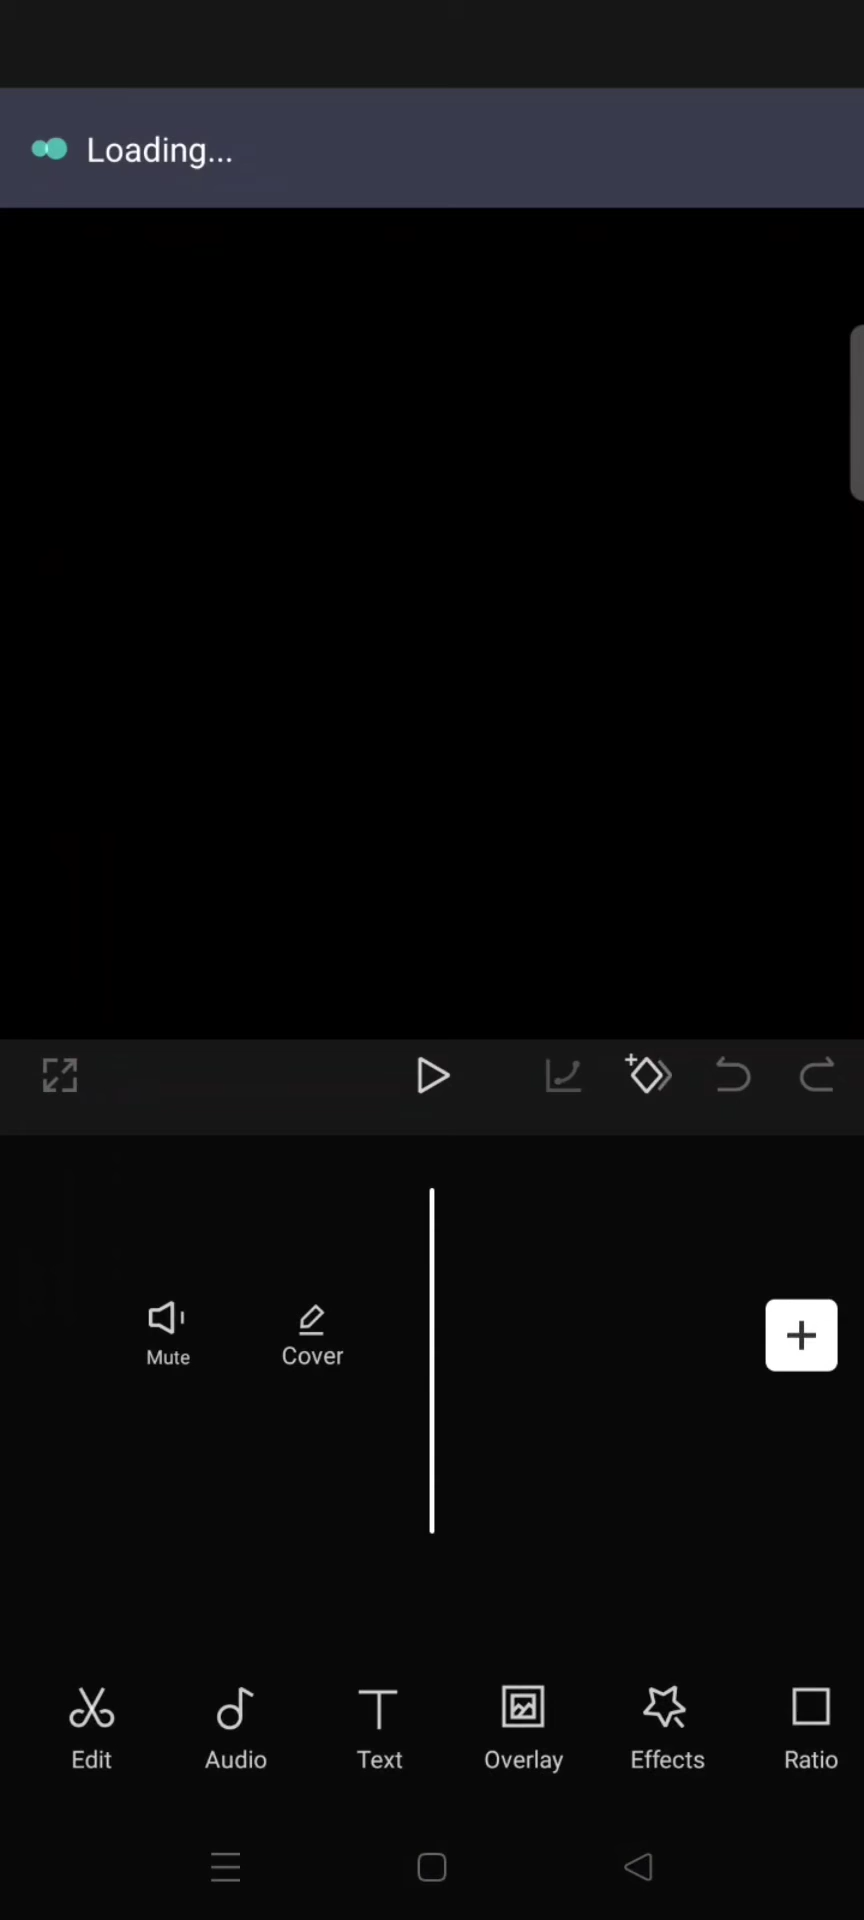 Loading...
Mute
Cover
Edit
Audio
Text
Overlay
Effects
Ratio